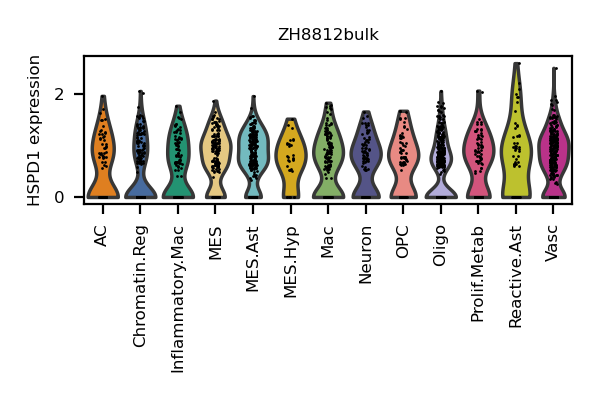 ZH8812bulk
HSPD1 expression
2
0
AC
Chromatin.Reg
Inflammatory.Mac
MES
MES.Ast
MES.Hyp
Mac
Neuron
OPC
Oligo
Prolif.Metab
Reactive.Ast
Vasc